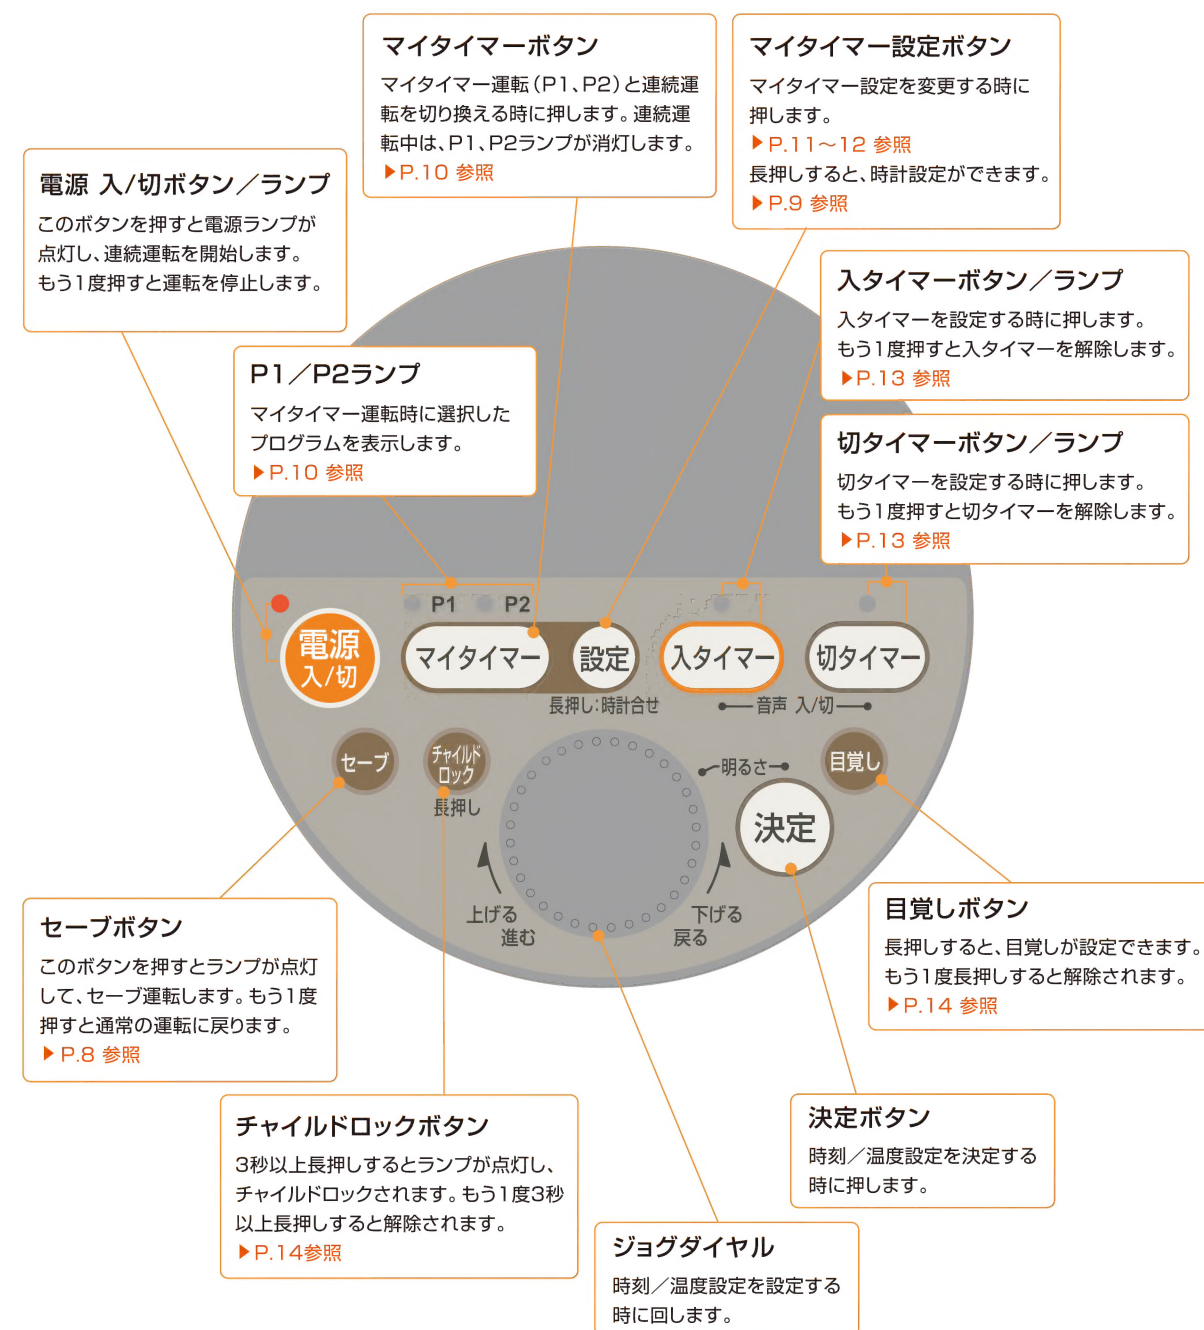 マイタイマーボタン
マイタイマー運転（P1、P2）と連続運
転を切り換える時に押します。連続運
転中は、P1、P2ランプが消灯します。
▶P.10 参照
マイタイマー設定ボタン
マイタイマー設定を変更する時に
押します。
▶P.11～12 参照
長押しすると、時計設定ができます。
▶P.9 参照
電源 入/切ボタン／ランプ
このボタンを押すと電源ランプが
点灯し、連続運転を開始します。
もう1度押すと運転を停止します。
入タイマーボタン／ランプ
入タイマーを設定する時に押します。
もう1度押すと入タイマーを解除します。
▶P.13 参照
P1／P2ランプ
マイタイマー運転時に選択した
プログラムを表示します。
▶P.10 参照
切タイマーボタン／ランプ
切タイマーを設定する時に押します。
もう1度押すと切タイマーを解除します。
▶P.13 参照
P1 P2
電源
入/切
マイタイマー 設定 入タイマー 切タイマー
長押し：時計合せ 音声 入/切
セーブ
チャイルド
ロック
長押し
明るさ
目覚し
決定
上げる
進む
下げる
戻る
セーブボタン
このボタンを押すとランプが点灯
して、セーブ運転します。もう1度
押すと通常の運転に戻ります。
▶P.8 参照
目覚しボタン
長押しすると、目覚しが設定できます。
もう1度長押しすると解除されます。
▶P.14 参照
チャイルドロックボタン
3秒以上長押しするとランプが点灯し、
チャイルドロックされます。もう1度3秒
以上長押しすると解除されます。
▶P.14参照
決定ボタン
時刻／温度設定を決定する
時に押します。
ジョグダイヤル
時刻／温度設定を設定する
時に回します。